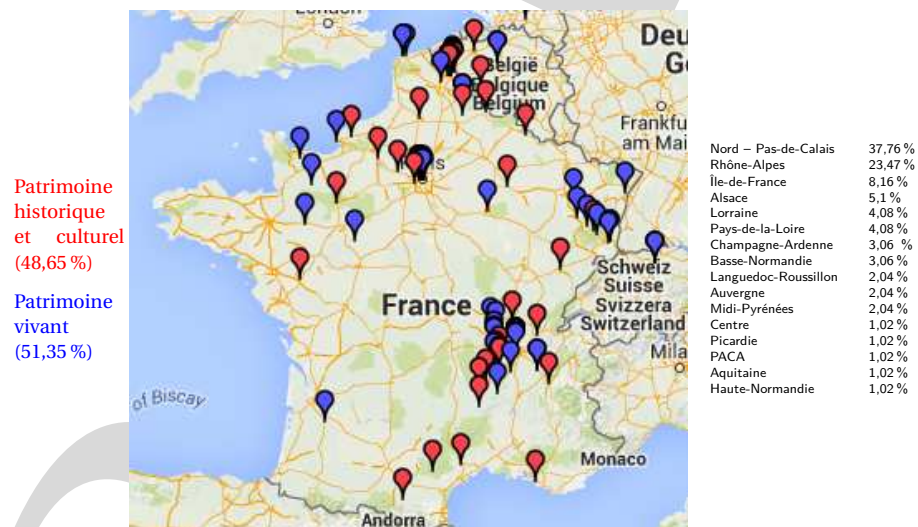 Patrimoine
historique
et culturel
(48,65 %)
Patrimoine
vivant
(51,35 %)
London
Deu
G
België
Belgique
Belgium
Frankfu
am Mai
Paris
Schweiz
Suisse
Svizzera
Switzerland
France
Mila
of Biscay
Monaco
Andorra
Nord – Pas-de-Calais 37,76 %
Rhône-Alpes 23,47 %
Île-de-France 8,16 %
Alsace 5,1 %
Lorraine 4,08 %
Pays-de-la-Loire 4,08 %
Champagne-Ardenne 3,06 %
Basse-Normandie 3,06 %
Languedoc-Roussillon 2,04 %
Auvergne 2,04 %
Midi-Pyrénées 2,04 %
Centre 1,02 %
Picardie 1,02 %
PACA 1,02 %
Aquitaine 1,02 %
Haute-Normandie 1,02 %